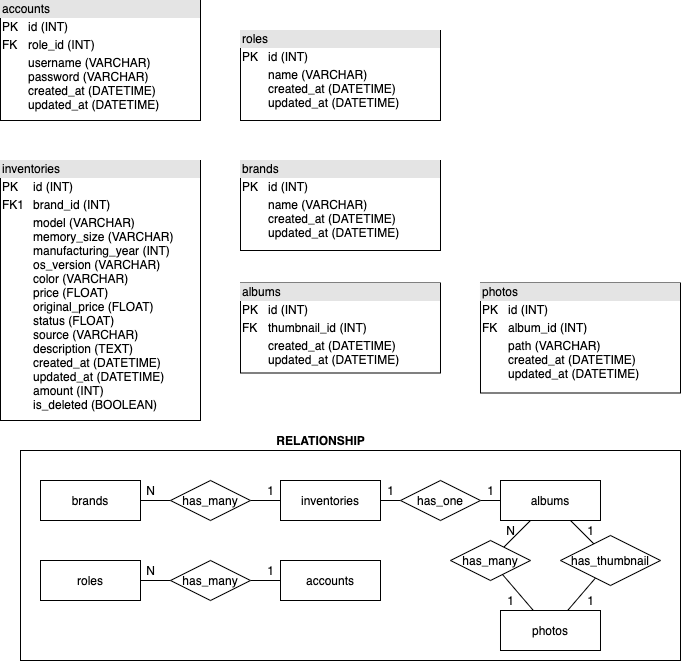 accounts
PK id (INT)
FK role_id (INT)
username (VARCHAR)
password (VARCHAR)
created_at (DATETIME)
updated_at (DATETIME)
roles
PK id (INT)
name (VARCHAR)
created_at (DATETIME)
updated_at (DATETIME)
inventories
PK id (INT)
FK1 brand_id (INT)
model (VARCHAR)
memory_size (VARCHAR)
manufacturing_year (INT)
os_version (VARCHAR)
color (VARCHAR)
price (FLOAT)
original_price (FLOAT)
status (FLOAT)
source (VARCHAR)
description (TEXT)
created_at (DATETIME)
updated_at (DATETIME)
amount (INT)
is_deleted (BOOLEAN)
brands
PK id (INT)
name (VARCHAR)
created_at (DATETIME)
updated_at (DATETIME)
albums
PK id (INT)
FK thumbnail_id (INT)
created_at (DATETIME)
updated_at (DATETIME)
photos
PK id (INT)
FK album_id (INT)
path (VARCHAR)
created_at (DATETIME)
updated_at (DATETIME)
RELATIONSHIP
brands N has_many 1 inventories 1 has_one 1 albums
N 1
roles N has_many 1 accounts
has_many has_thumbnail
1 1
photos